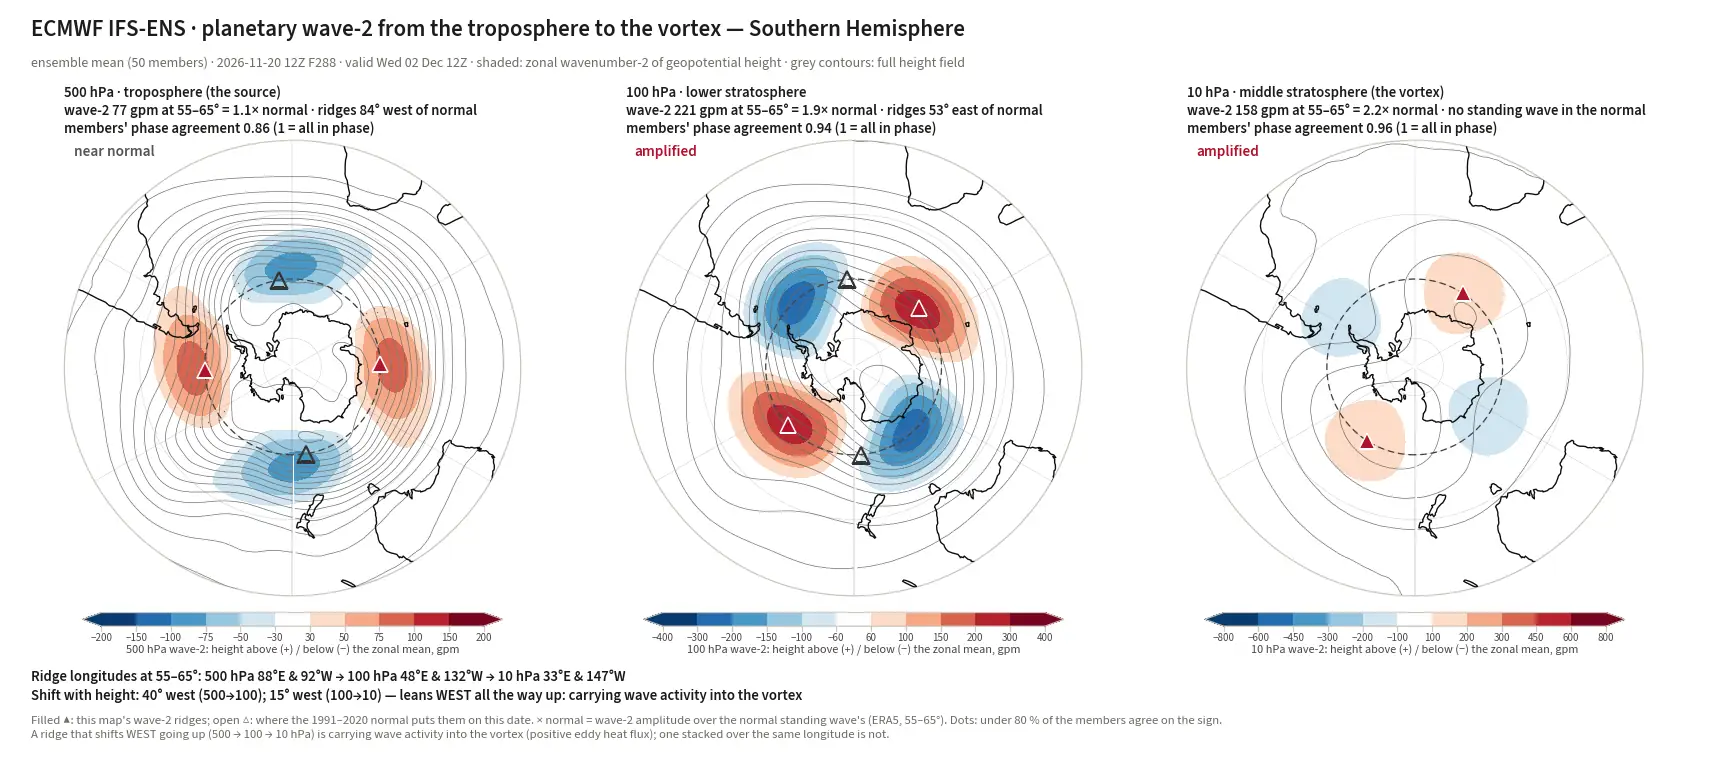 ECMWF IFS-ENS · planetary wave-2 from the troposphere to the vortex — Southern Hemisphere
ensemble mean (50 members) · 2026-11-20 12Z F288 · valid Wed 02 Dec 12Z · shaded: zonal wavenumber-2 of geopotential height · grey contours: full height field
500 hPa · troposphere (the source)
wave-2 77 gpm at 55–65° = 1.1× normal · ridges 84° west of normal
members' phase agreement 0.86 (1 = all in phase)
near normal
100 hPa · lower stratosphere
wave-2 221 gpm at 55–65° = 1.9× normal · ridges 53° east of normal
members' phase agreement 0.94 (1 = all in phase)
amplified
10 hPa · middle stratosphere (the vortex)
wave-2 158 gpm at 55–65° = 2.2× normal · no standing wave in the normal
members' phase agreement 0.96 (1 = all in phase)
amplified
−200 −150 −100 −75 −50 −30 30 50 75 100 150 200
500 hPa wave-2: height above (+) / below (−) the zonal mean, gpm
−400 −300 −200 −150 −100 −60 60 100 150 200 300 400
100 hPa wave-2: height above (+) / below (−) the zonal mean, gpm
−800 −600 −450 −300 −200 −100 100 200 300 450 600 800
10 hPa wave-2: height above (+) / below (−) the zonal mean, gpm
Ridge longitudes at 55–65°: 500 hPa 88°E & 92°W → 100 hPa 48°E & 132°W → 10 hPa 33°E & 147°W
Shift with height: 40° west (500→100); 15° west (100→10) — leans WEST all the way up: carrying wave activity into the vortex
Filled ▲: this map's wave-2 ridges; open △: where the 1991–2020 normal puts them on this date. × normal = wave-2 amplitude over the normal standing wave's (ERA5, 55–65°). Dots: under 80 % of the members agree on the sign.
A ridge that shifts WEST going up (500 → 100 → 10 hPa) is carrying wave activity into the vortex (positive eddy heat flux); one stacked over the same longitude is not.